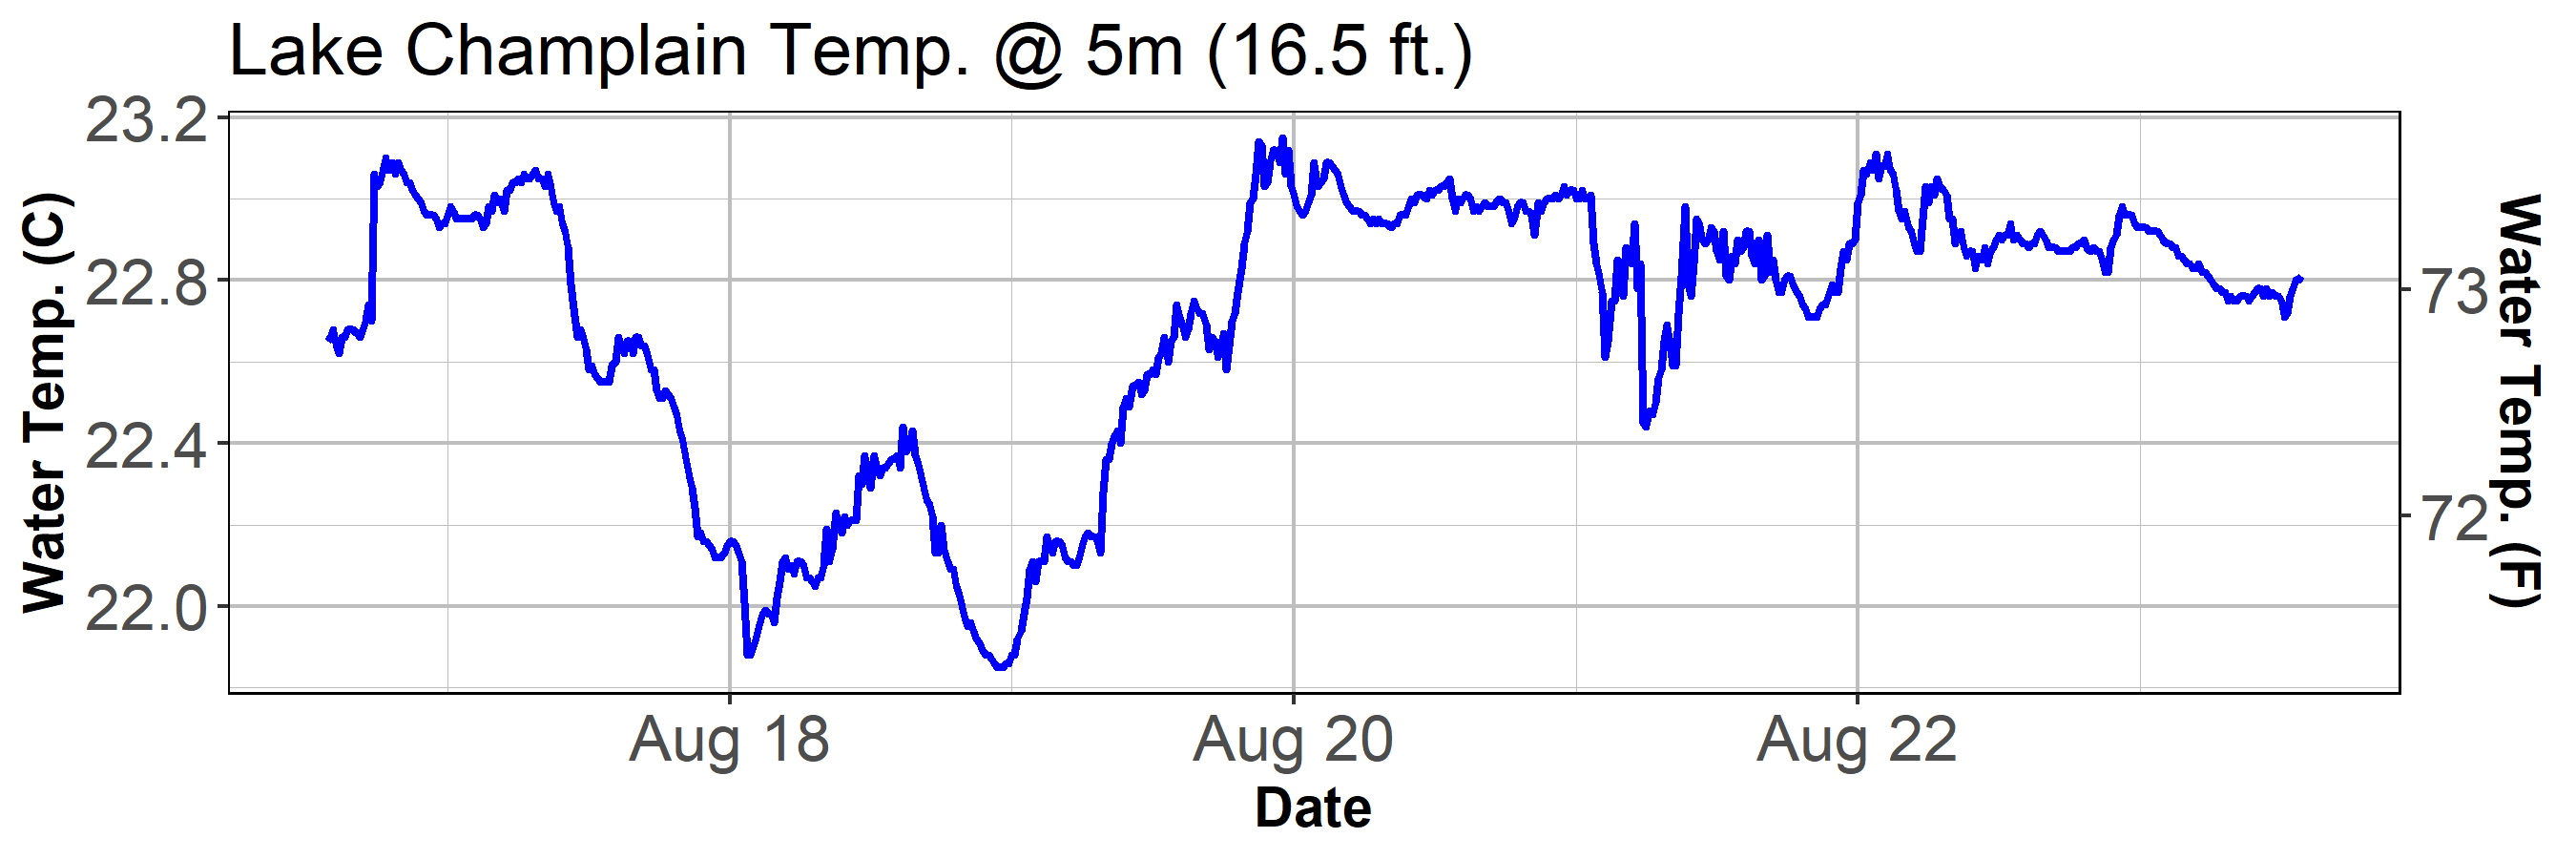 Lake Champlain Temp. @ 5m (16.5 ft.)
23.2
22.8
22.4
22.0
Water Temp. (C)
73
72
Water Temp. (F)
Aug 18
Aug 20
Aug 22
Date